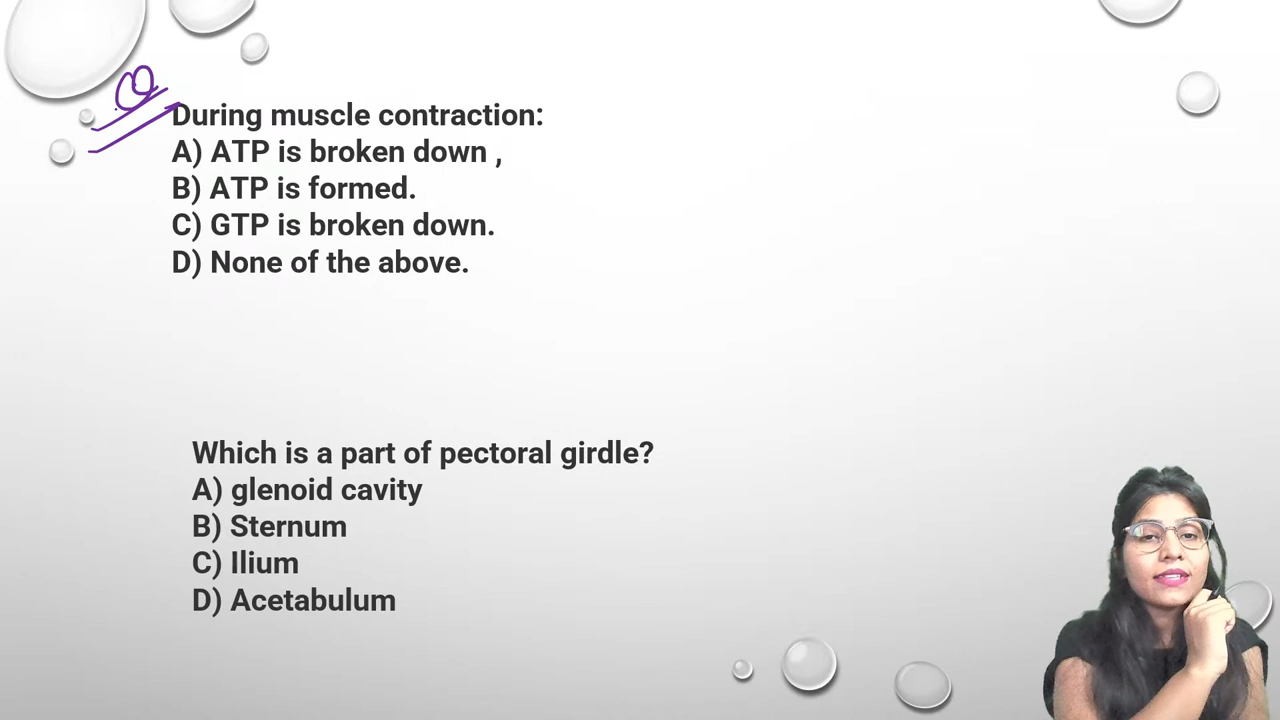 During muscle contraction:
A) ATP is broken down ,
B) ATP is formed.
C) GTP is broken down.
D) None of the above.
Which is a part of pectoral girdle?
A) glenoid cavity
B) Sternum
C) Ilium
D) Acetabulum